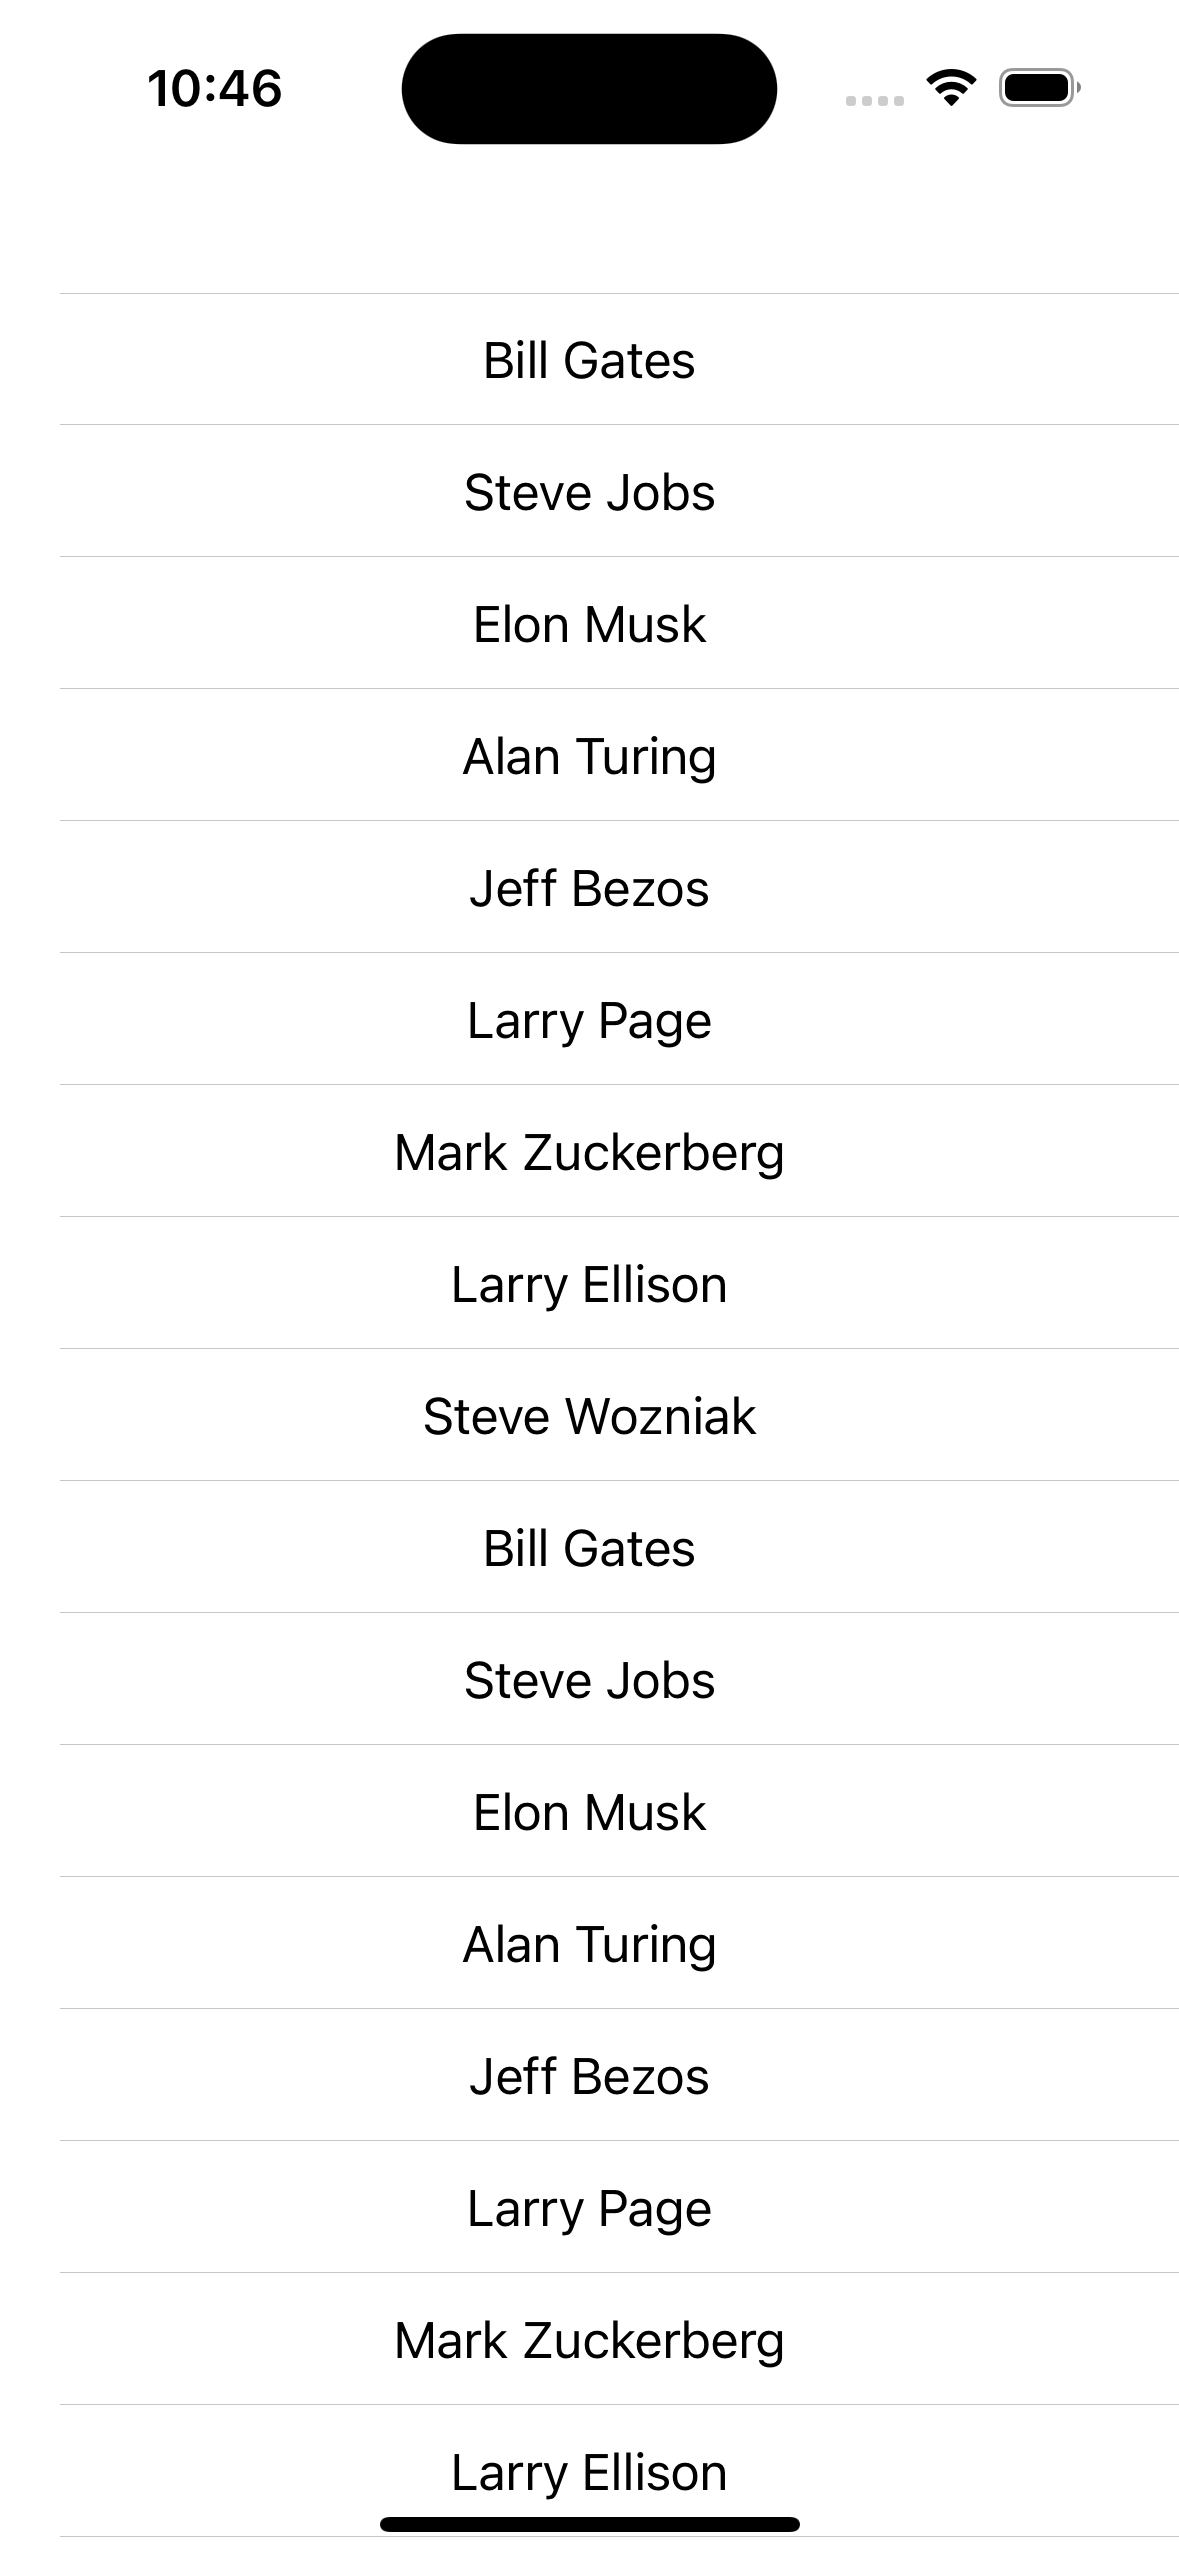 10:46
Bill Gates
Steve Jobs
Elon Musk
Alan Turing
Jeff Bezos
Larry Page
Mark Zuckerberg
Larry Ellison
Steve Wozniak
Bill Gates
Steve Jobs
Elon Musk
Alan Turing
Jeff Bezos
Larry Page
Mark Zuckerberg
Larry Ellison